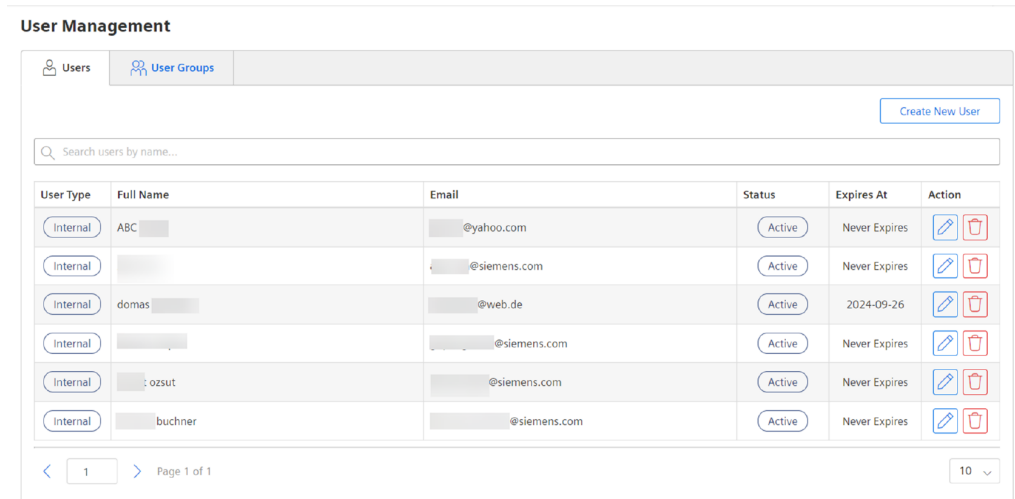 User Management
Users User Groups
Create New User
Search users by name...
User Type Full Name Email Status Expires At Action
Internal ABC @yahoo.com Active Never Expires
Internal @siemens.com Active Never Expires
Internal domas @web.de Active 2024-09-26
Internal @siemens.com Active Never Expires
Internal ozsut @siemens.com Active Never Expires
Internal buchner @siemens.com Active Never Expires
1 Page 1 of 1 10